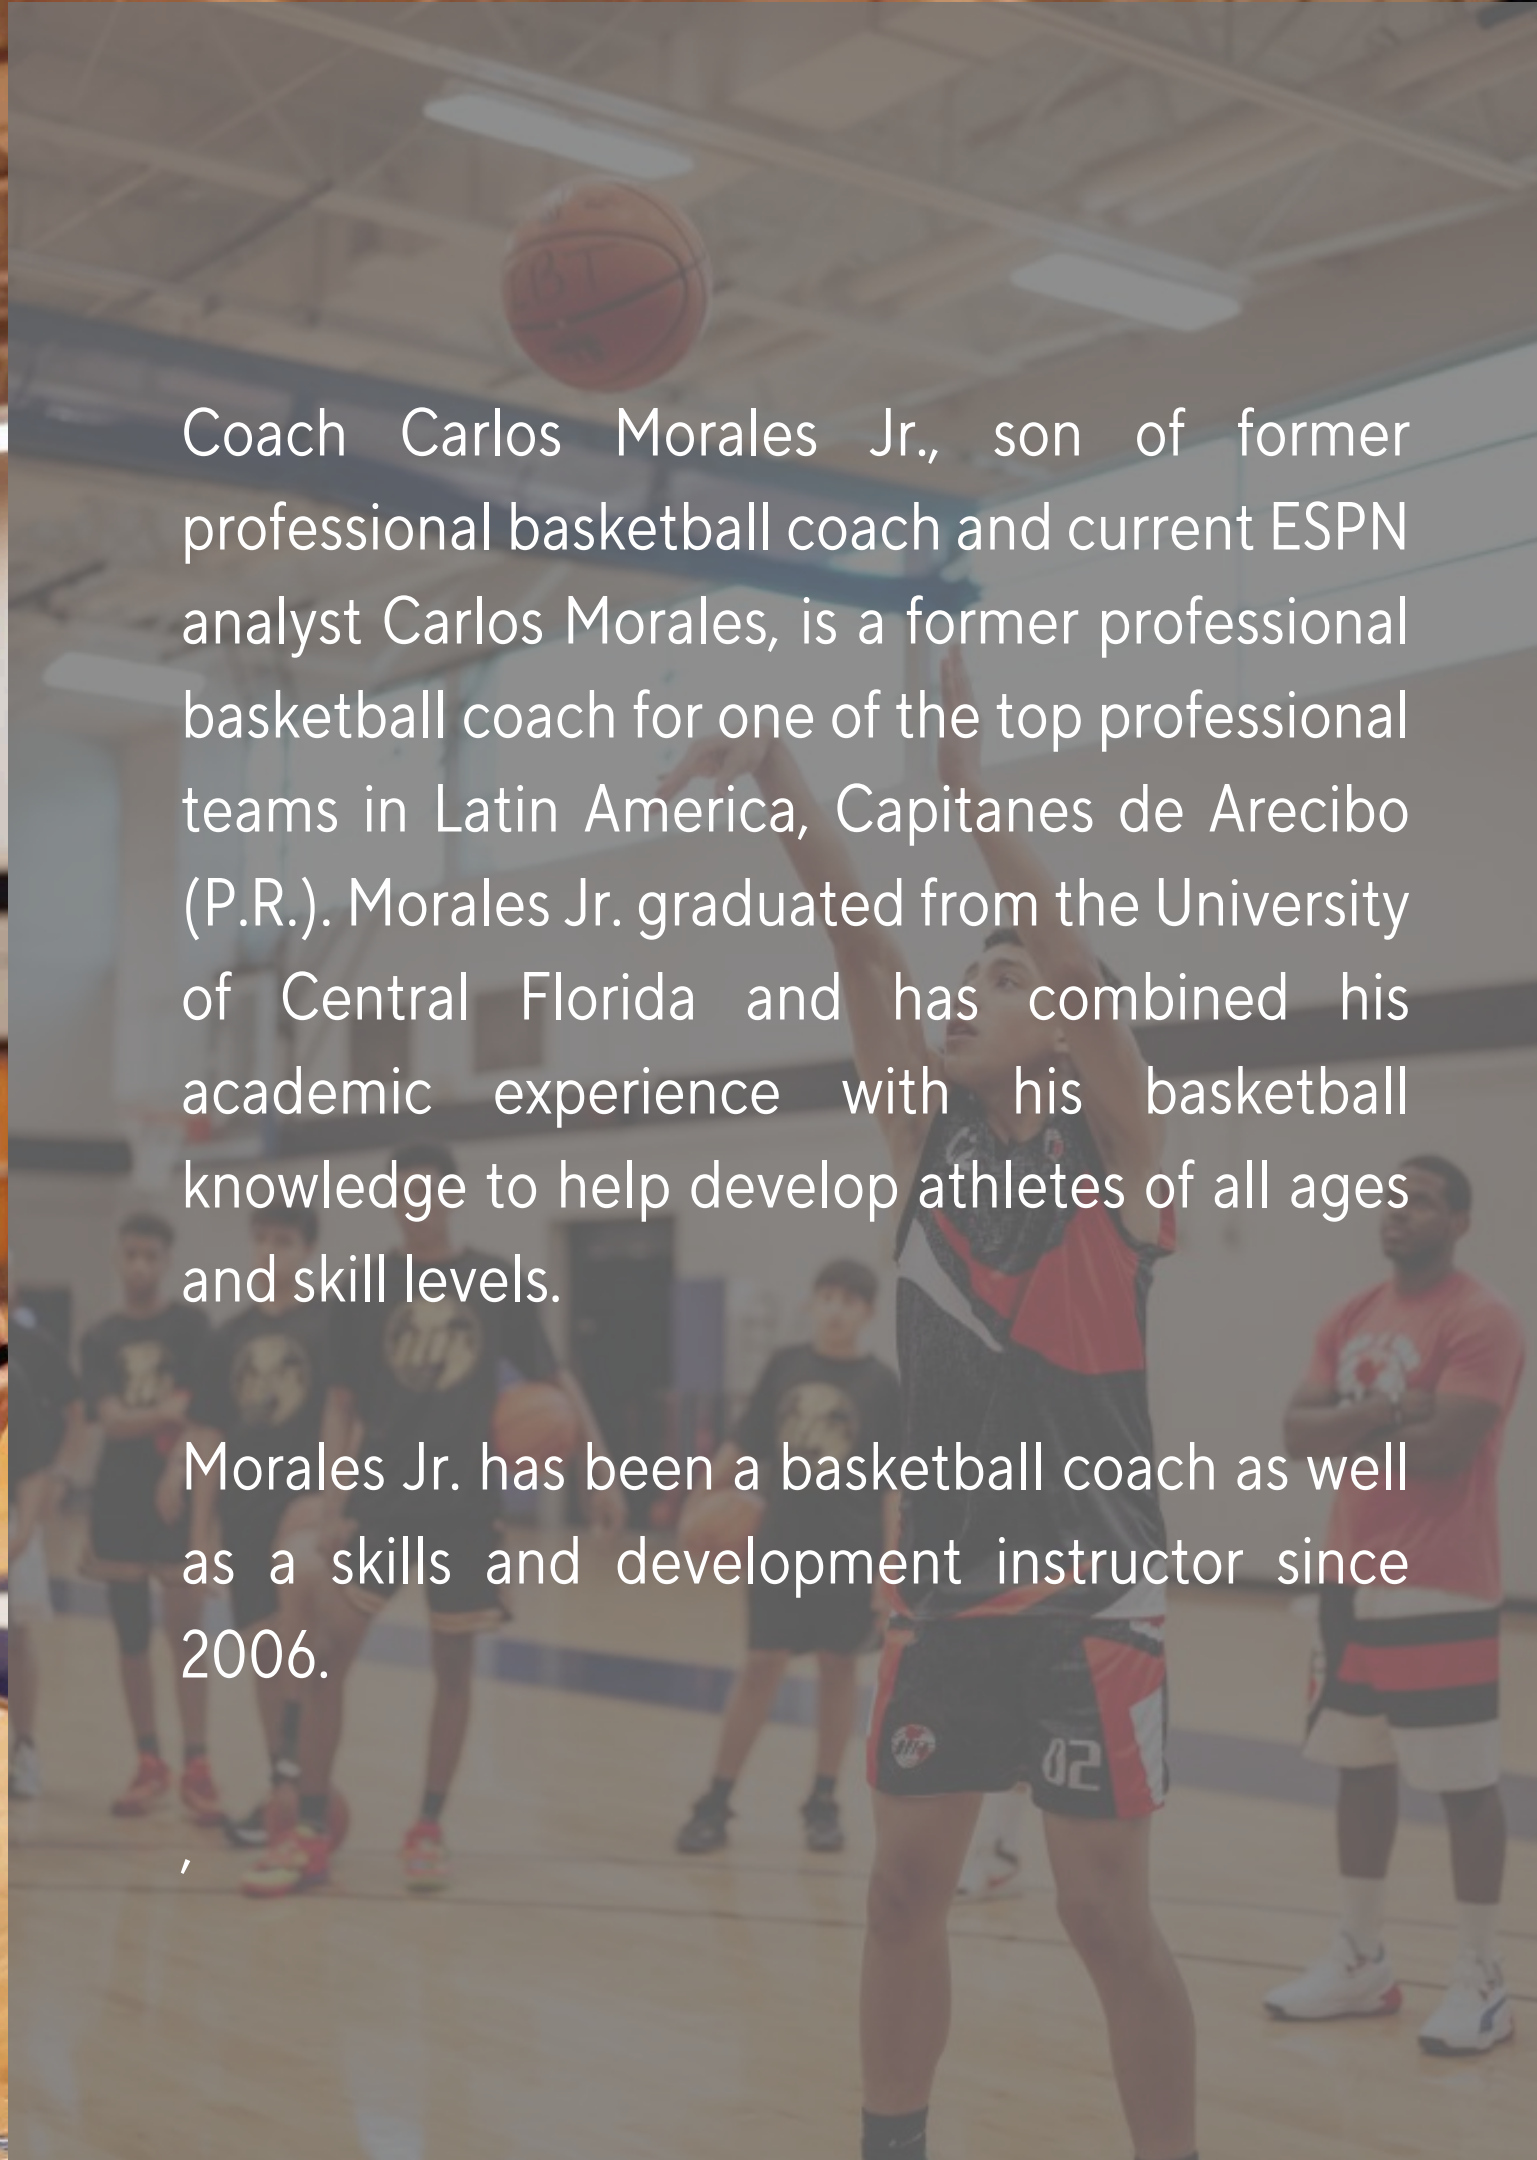 LBT
Coach Carlos Morales Jr., son of former
professional basketball coach and current ESPN
analyst Carlos Morales, is a former professional
basketball coach for one of the top professional
teams in Latin America, Capitanes de Arecibo
(P.R.). Morales Jr. graduated from the University
of Central Florida and has combined his
academic experience with his basketball
knowledge to help develop athletes of all ages
and skill levels.
Morales Jr. has been a basketball coach as well
as a skills and development instructor since
2006.
02
,